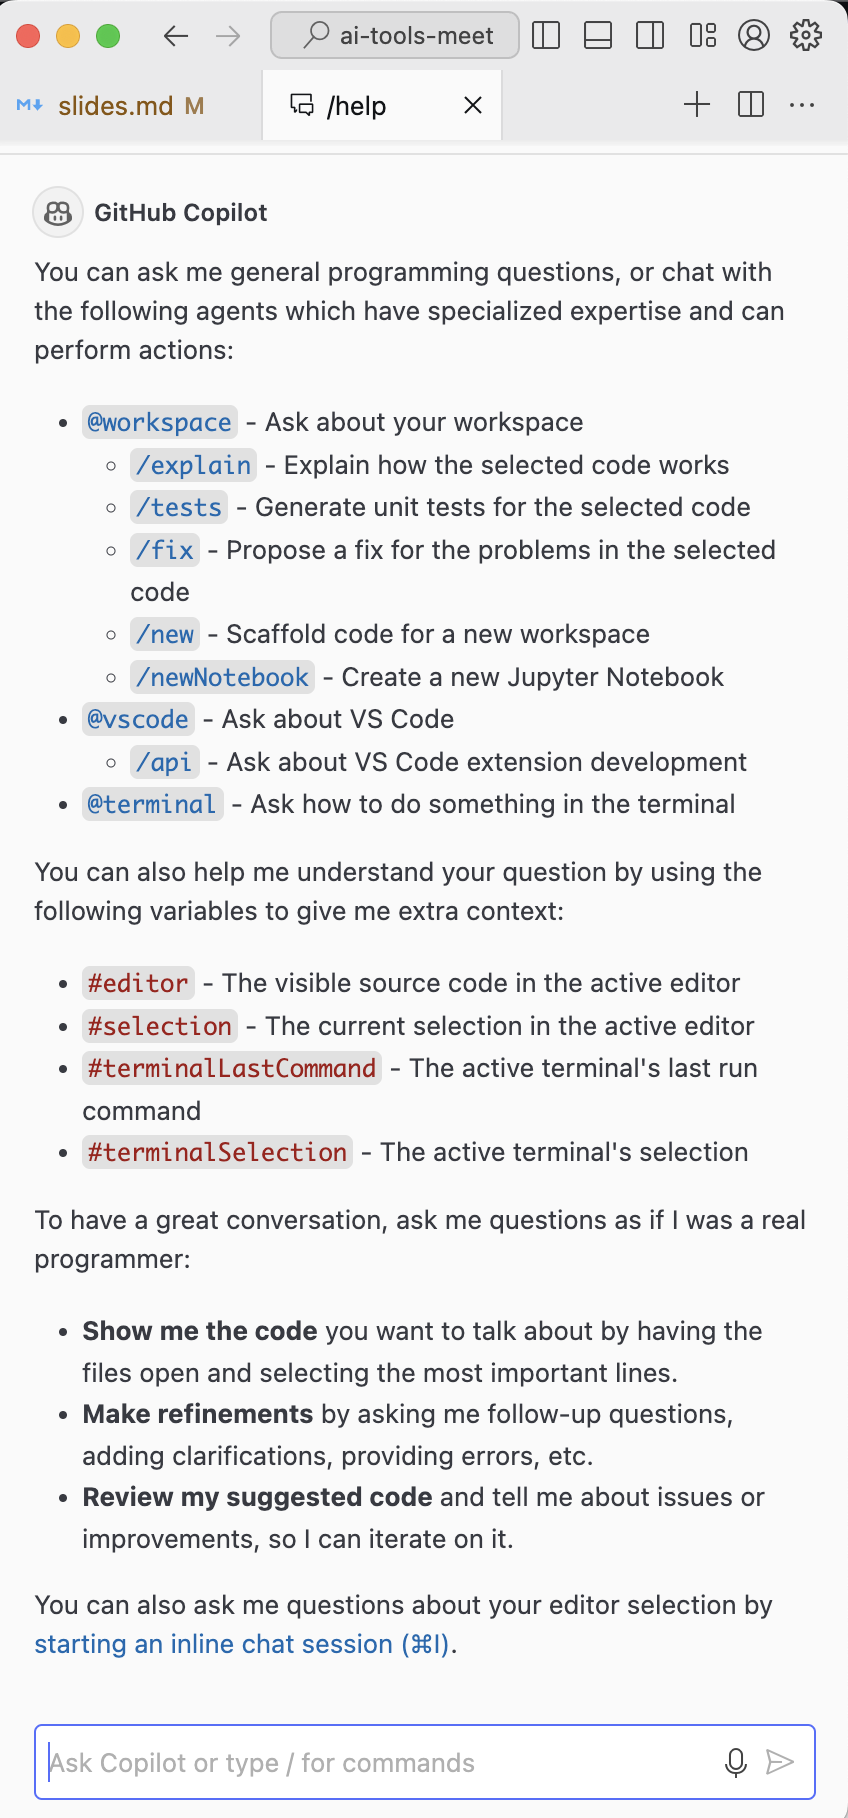 ai-tools-meet
slides.md M
/help
GitHub Copilot
You can ask me general programming questions, or chat with
the following agents which have specialized expertise and can
perform actions:
• @workspace - Ask about your workspace
◦ /explain - Explain how the selected code works
◦ /tests - Generate unit tests for the selected code
◦ /fix - Propose a fix for the problems in the selected
code
◦ /new - Scaffold code for a new workspace
◦ /newNotebook - Create a new Jupyter Notebook
• @vscode - Ask about VS Code
◦ /api - Ask about VS Code extension development
• @terminal - Ask how to do something in the terminal
You can also help me understand your question by using the
following variables to give me extra context:
• #editor - The visible source code in the active editor
• #selection - The current selection in the active editor
• #terminalLastCommand - The active terminal's last run
command
• #terminalSelection - The active terminal's selection
To have a great conversation, ask me questions as if I was a real
programmer:
• Show me the code you want to talk about by having the
files open and selecting the most important lines.
• Make refinements by asking me follow-up questions,
adding clarifications, providing errors, etc.
• Review my suggested code and tell me about issues or
improvements, so I can iterate on it.
You can also ask me questions about your editor selection by
starting an inline chat session (⌘I).
Ask Copilot or type / for commands